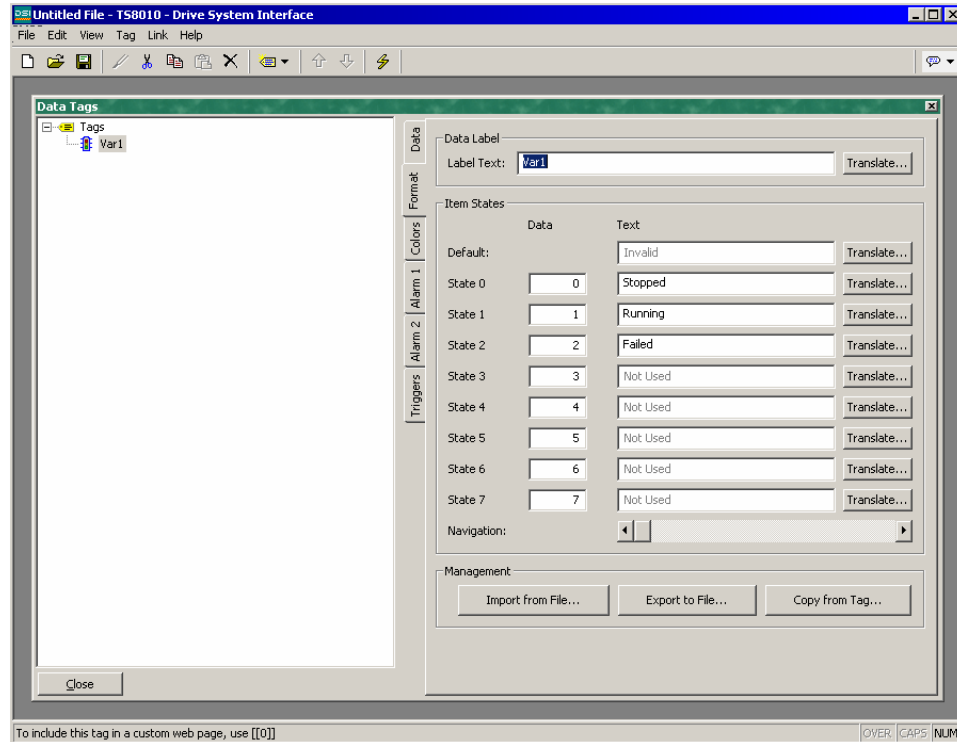 DSI Untitled File - TS8010 - Drive System Interface
File Edit View Tag Link Help
Data Tags
Tags
Var1
Data
Format
Colors
Alarm 1
Alarm 2
Triggers
Data Label
Label Text: Var1 Translate...
Item States
Data Text
Default: Invalid Translate...
State 0 0 Stopped Translate...
State 1 1 Running Translate...
State 2 2 Failed Translate...
State 3 3 Not Used Translate...
State 4 4 Not Used Translate...
State 5 5 Not Used Translate...
State 6 6 Not Used Translate...
State 7 7 Not Used Translate...
Navigation:
Management
Import from File... Export to File... Copy from Tag...
Close
To include this tag in a custom web page, use [[0]] OVER CAPS NUM